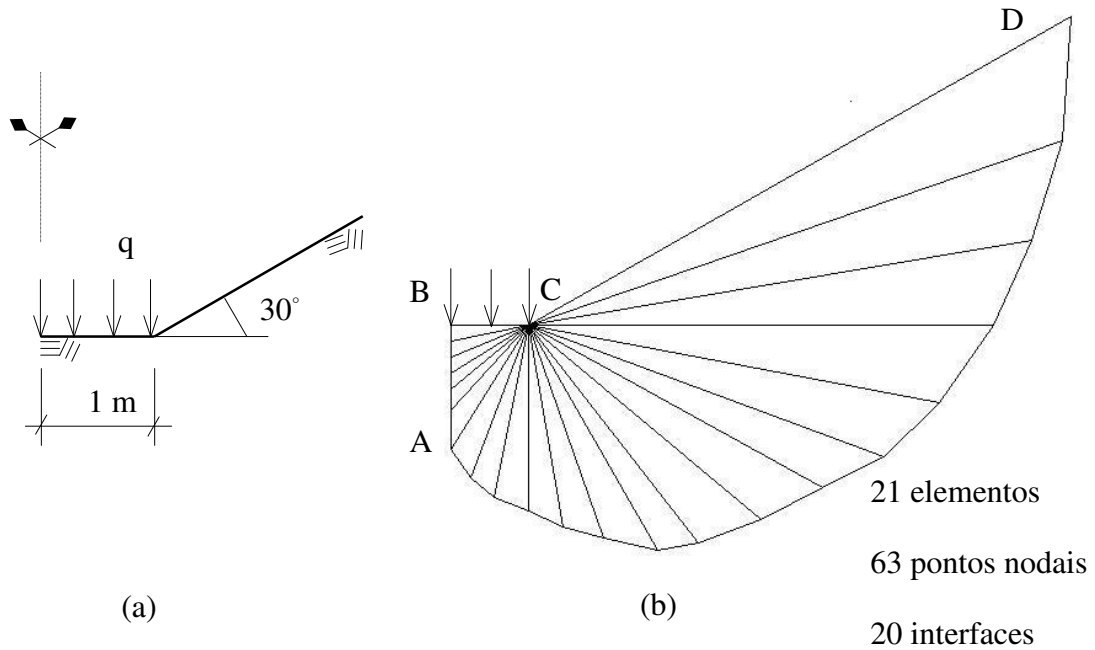 q
30°
1 m
(a)
D
B
C
A
21 elementos
63 pontos nodais
20 interfaces
(b)